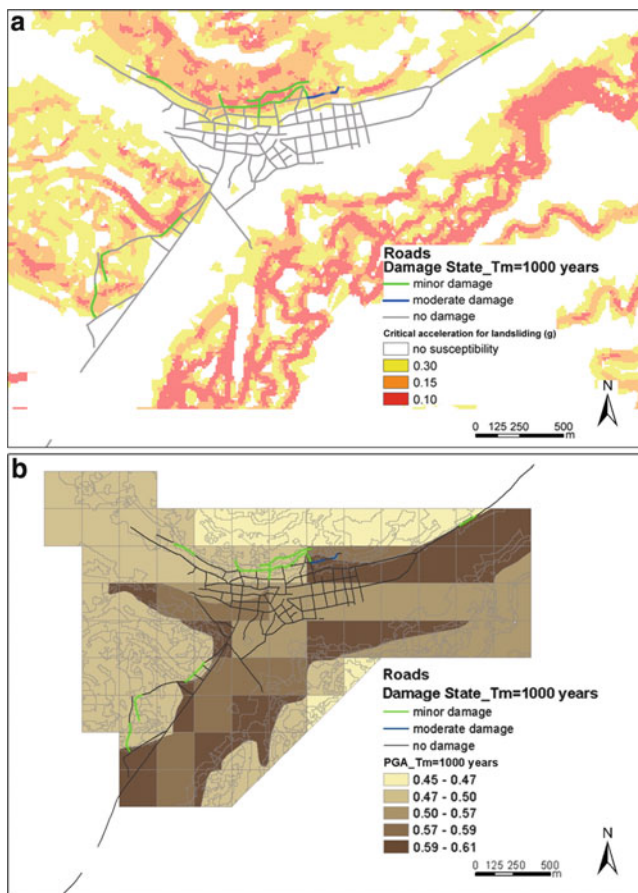 a
Roads
Damage State_Tm=1000 years
minor damage
moderate damage
no damage
Critical acceleration for landsliding (g)
no susceptibility
0.30
0.15
0.10
N
0 125 250 500
m
b
Roads
Damage State_Tm=1000 years
minor damage
moderate damage
no damage
PGA_Tm=1000 years
0.45 - 0.47
0.47 - 0.50
0.50 - 0.57
0.57 - 0.59
0.59 - 0.61
N
0 125 250 500
m